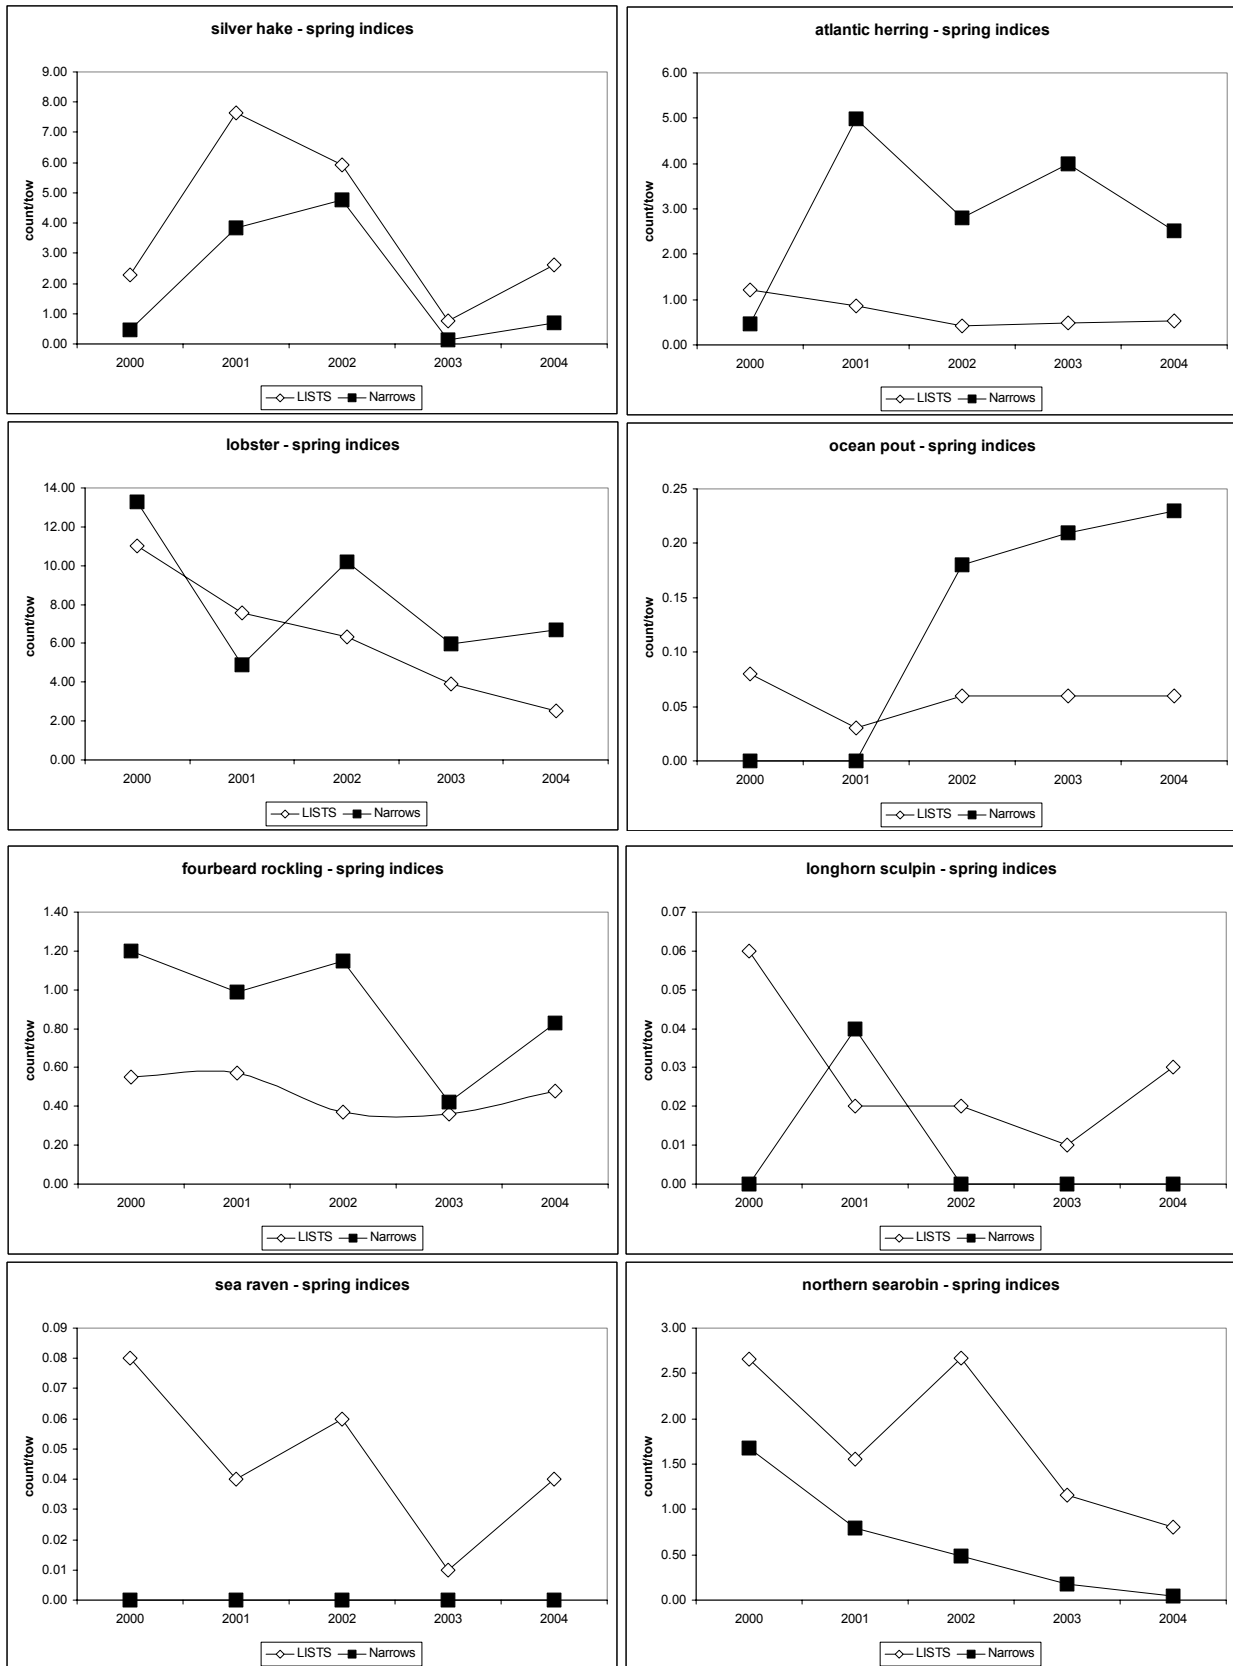 silver hake - spring indices
count/tow
9.00
8.00
7.00
6.00
5.00
4.00
3.00
2.00
1.00
0.00
2000 2001 2002 2003 2004
LISTS Narrows
atlantic herring - spring indices
count/tow
6.00
5.00
4.00
3.00
2.00
1.00
0.00
2000 2001 2002 2003 2004
LISTS Narrows
lobster - spring indices
count/tow
14.00
12.00
10.00
8.00
6.00
4.00
2.00
0.00
2000 2001 2002 2003 2004
LISTS Narrows
ocean pout - spring indices
count/tow
0.25
0.20
0.15
0.10
0.05
0.00
2000 2001 2002 2003 2004
LISTS Narrows
fourbeard rockling - spring indices
count/tow
1.40
1.20
1.00
0.80
0.60
0.40
0.20
0.00
2000 2001 2002 2003 2004
LISTS Narrows
longhorn sculpin - spring indices
count/tow
0.07
0.06
0.05
0.04
0.03
0.02
0.01
0.00
2000 2001 2002 2003 2004
LISTS Narrows
sea raven - spring indices
count/tow
0.09
0.08
0.07
0.06
0.05
0.04
0.03
0.02
0.01
0.00
2000 2001 2002 2003 2004
LISTS Narrows
northern searobin - spring indices
count/tow
3.00
2.50
2.00
1.50
1.00
0.50
0.00
2000 2001 2002 2003 2004
LISTS Narrows